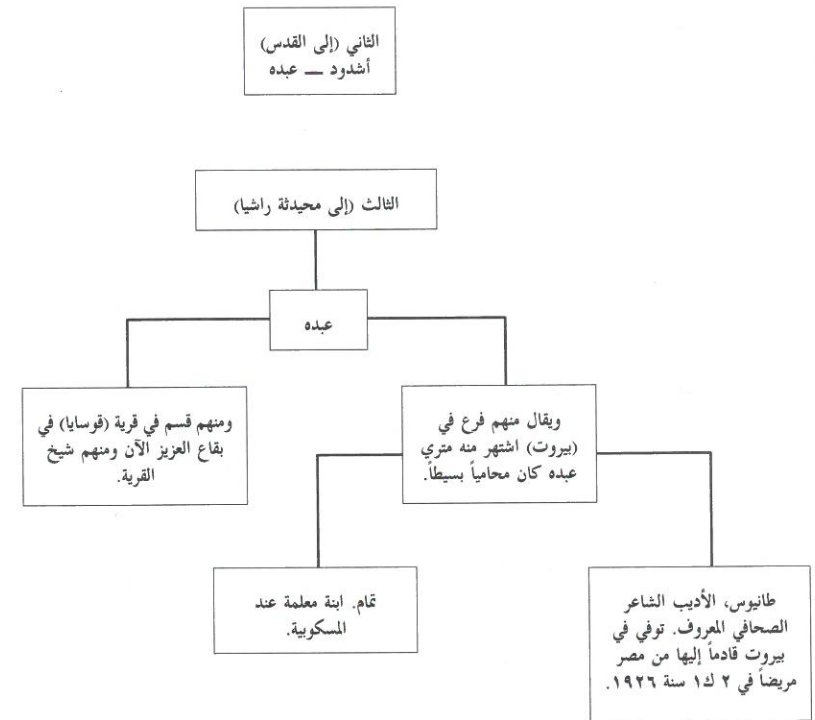 الثاني (إلى القدس)
أشدود — عبده
الثالث (إلى محيدثة راشيا)
عبده
ويقال منهم فرع في
(بيروت) اشتهر منه متري
عبده كان محامياً بسيطاً.
ومنهم قسم في قرية (قوسايا) في
بقاع العزيز الآن ومنهم شيخ
القرية.
طانيوس، الأديب الشاعر
الصحافي المعروف. توفي في
بيروت قادماً إليها من مصر
مريضاً في ٢ ك١ سنة ١٩٢٦.
تمام. ابنة معلمة عند
المسكوبية.